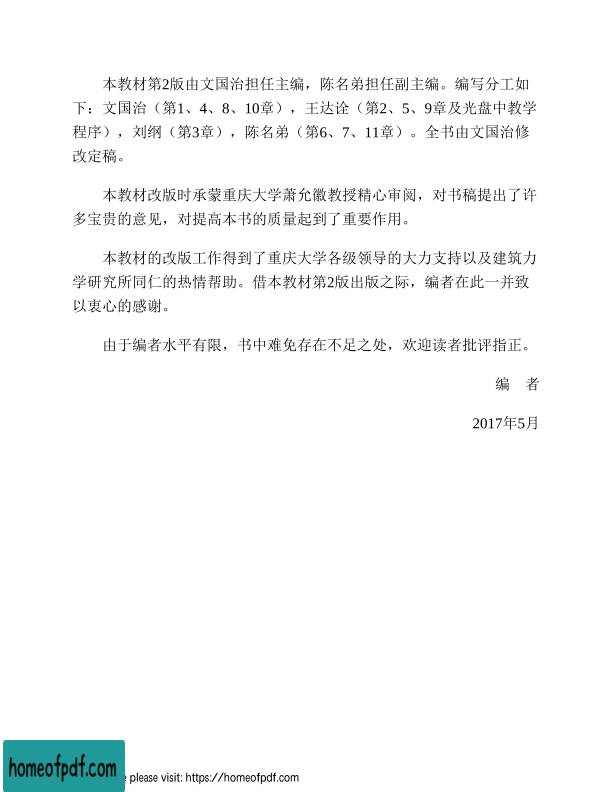 本教材第2版由文国治担任主编，陈名弟担任副主编。编写分工如
下：文国治（第1、4、8、10章），王达诠（第2、5、9章及光盘中教学
程序），刘纲（第3章），陈名弟（第6、7、11章）。全书由文国治修
改定稿。
本教材改版时承蒙重庆大学萧允徽教授精心审阅，对书稿提出了许
多宝贵的意见，对提高本书的质量起到了重要作用。
本教材的改版工作得到了重庆大学各级领导的大力支持以及建筑力
学研究所同仁的热情帮助。借本教材第2版出版之际，编者在此一并致
以衷心的感谢。
由于编者水平有限，书中难免存在不足之处，欢迎读者批评指正。
编　者
2017年5月
homeofpdf.com
e please visit: https://homeofpdf.com